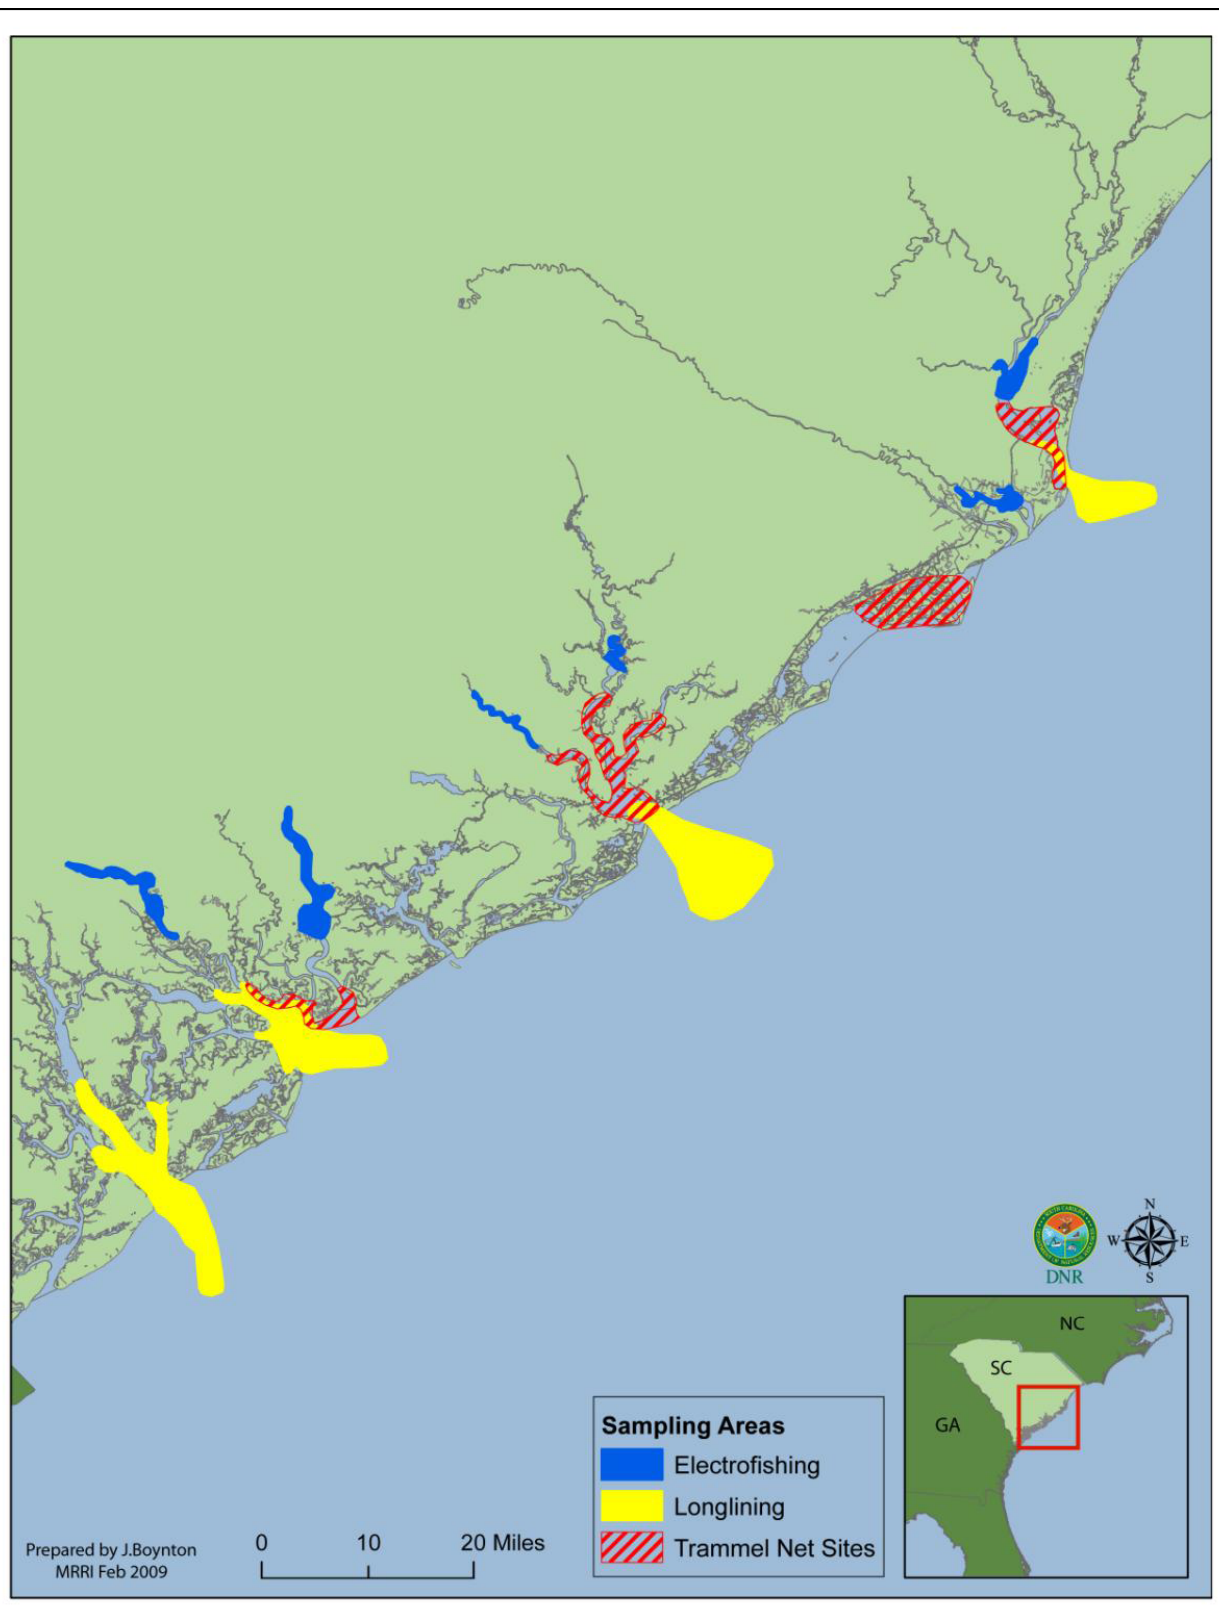 N
W E
S
DNR
NC
SC
GA
Sampling Areas
Electrofishing
Longlining
Trammel Net Sites
0 10 20 Miles
Prepared by J.Boynton
MRRI Feb 2009